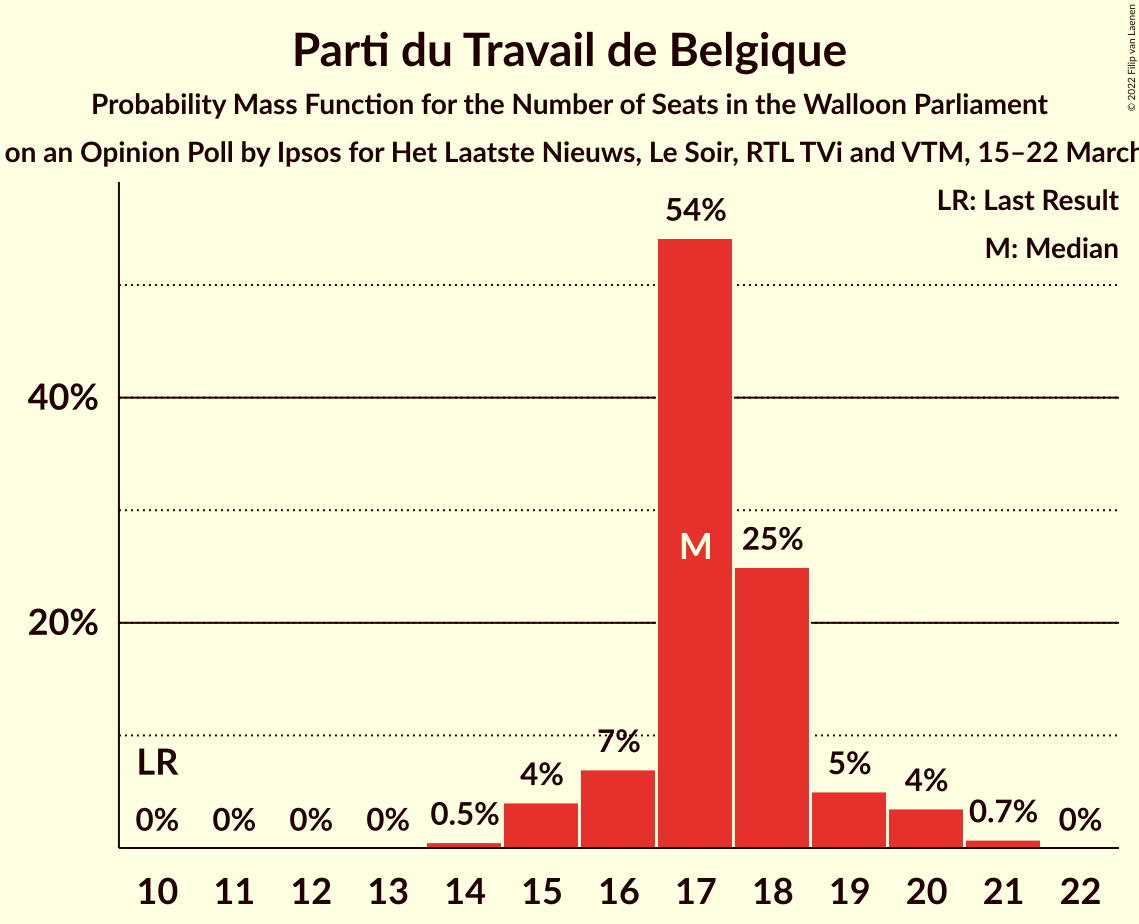 © 2022 Filip van Laenen
Parti du Travail de Belgique
Probability Mass Function for the Number of Seats in the Walloon Parliament
on an Opinion Poll by Ipsos for Het Laatste Nieuws, Le Soir, RTL TVi and VTM, 15–22 March
LR: Last Result
M: Median
54%
40%
M
25%
20%
LR
7%
5%
4%
4%
0% 0% 0% 0% 0.5% 0.7% 0%
10 11 12 13 14 15 16 17 18 19 20 21 22